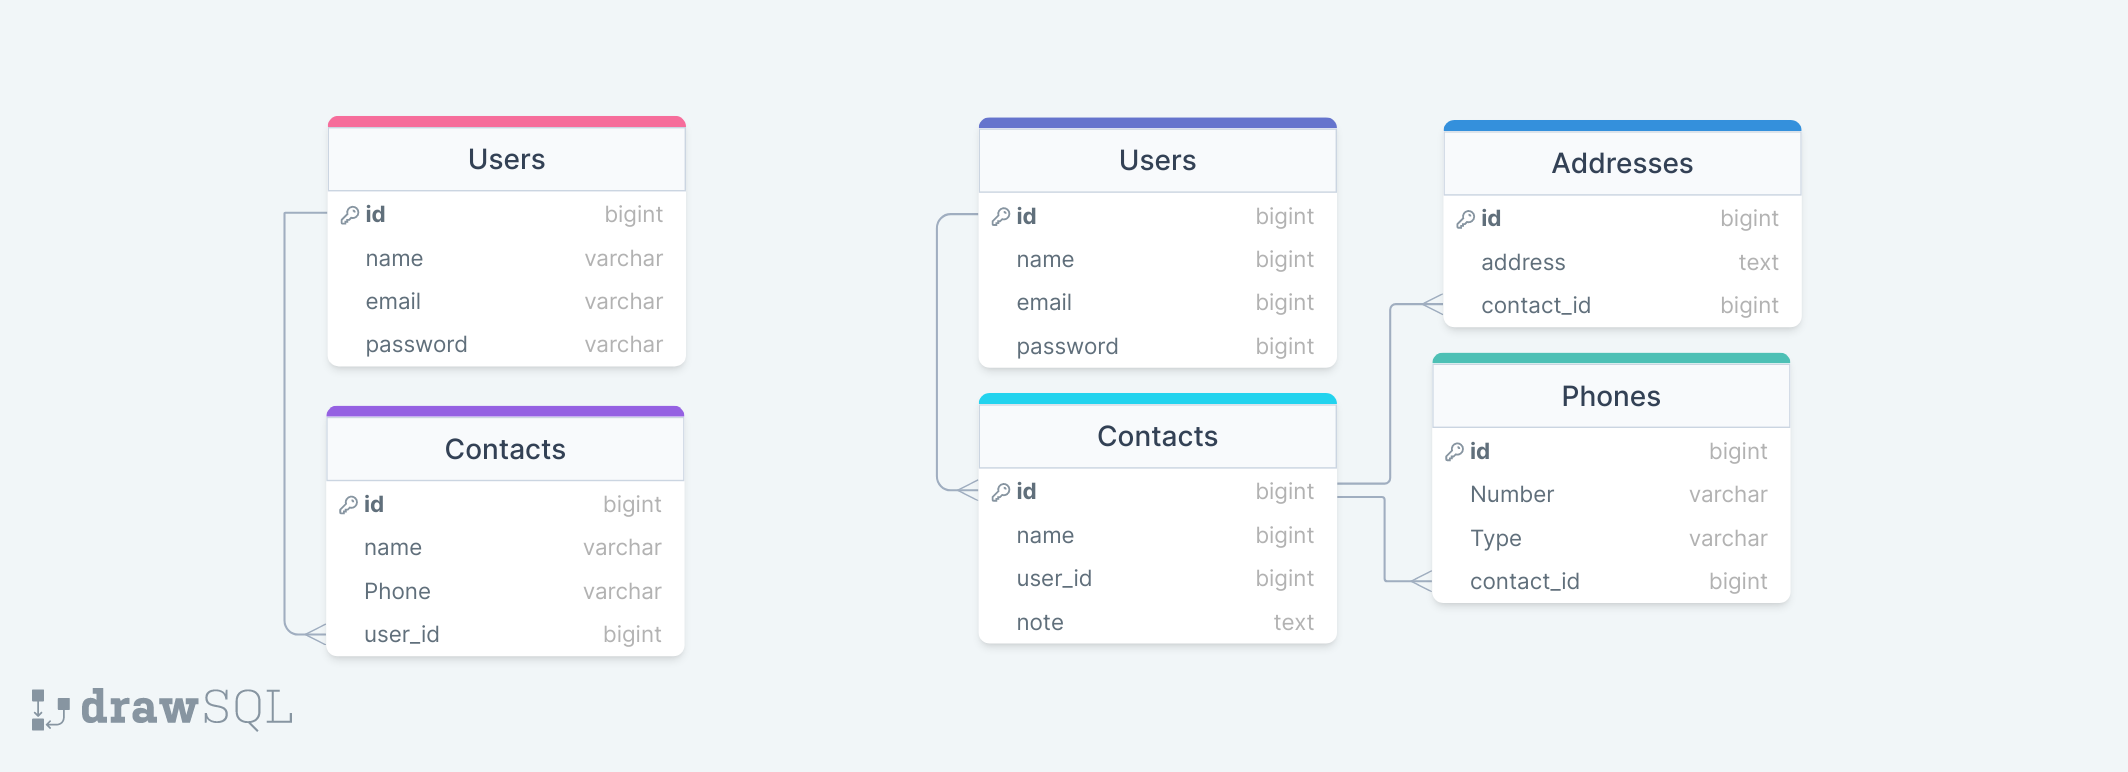 Users
id bigint
name varchar
email varchar
password varchar
Contacts
id bigint
name varchar
Phone varchar
user_id bigint
Users
id bigint
name bigint
email bigint
password bigint
Contacts
id bigint
name bigint
user_id bigint
note text
Addresses
id bigint
address text
contact_id bigint
Phones
id bigint
Number varchar
Type varchar
contact_id bigint
drawSQL